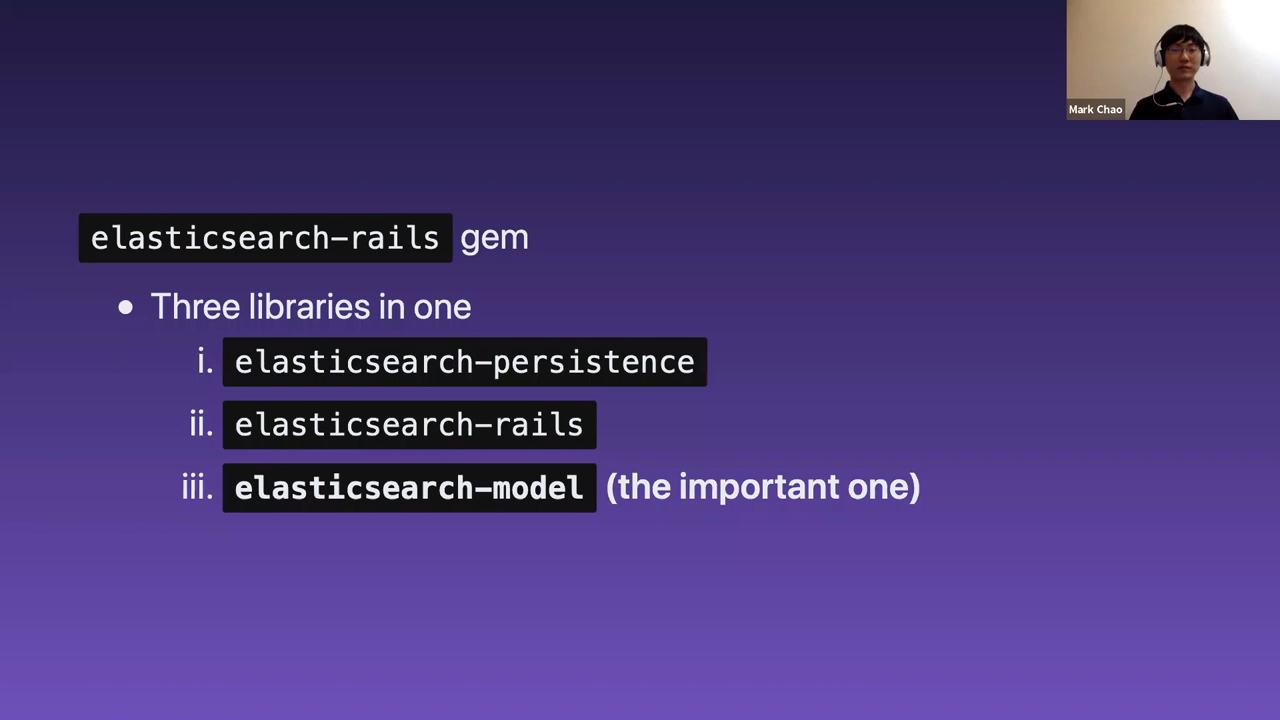 Mark Chao
elasticsearch-rails gem
• Three libraries in one
i. elasticsearch-persistence
ii. elasticsearch-rails
iii. elasticsearch-model (the important one)